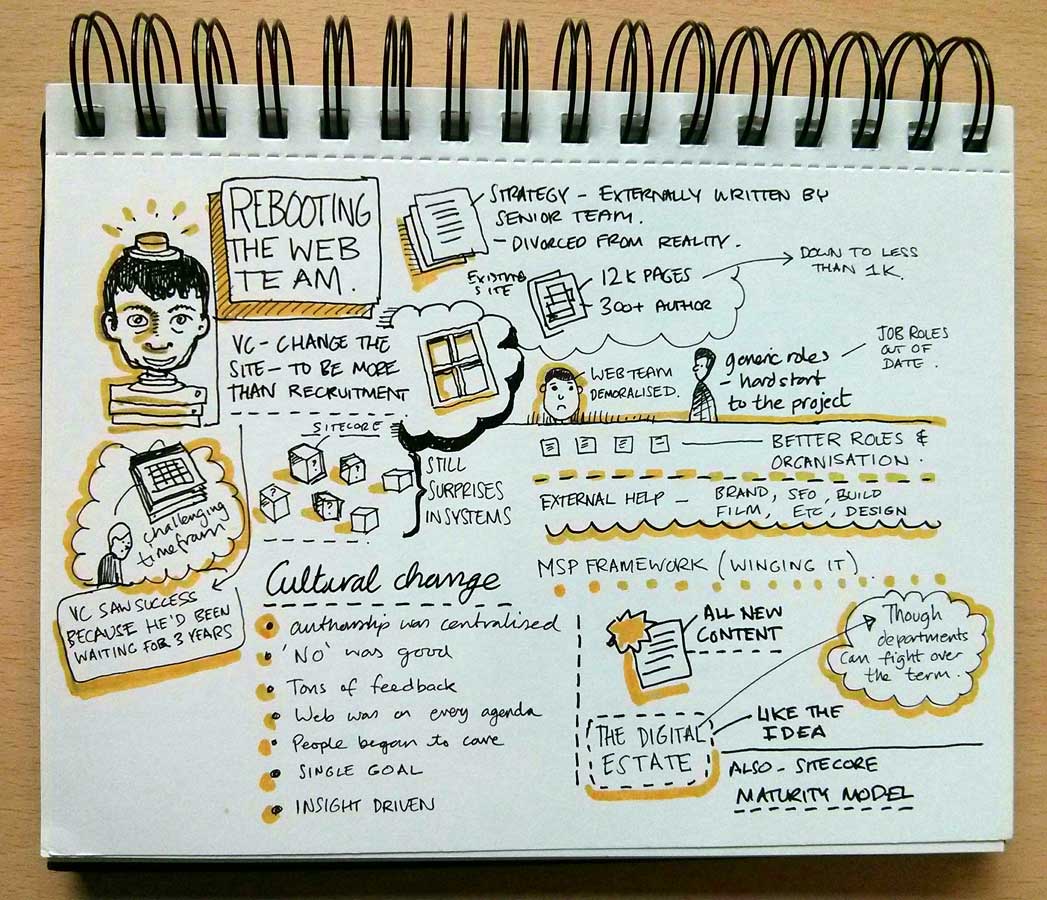 REBOOTING
THE WEB
TEAM.
STRATEGY - EXTERNALLY WRITTEN BY
SENIOR TEAM.
- DIVORCED FROM REALITY.
EXISTING
SITE
12K PAGES
300+ AUTHOR
DOWN TO LESS
THAN 1K.
VC - CHANGE THE
SITE - TO BE MORE
THAN RECRUITMENT
WEB TEAM
DEMORALISED.
generic roles
- hard start
to the project
JOB ROLES
OUT OF
DATE.
SITECORE
?
?
?
?
STILL
SURPRISES
IN SYSTEMS
BETTER ROLES &
ORGANISATION.
EXTERNAL HELP - BRAND, SEO, BUILD
FILM, ETC, DESIGN
challenging
timefram
VC SAW SUCCESS
BECAUSE HE'D BEEN
WAITING FOR 3 YEARS
Cultural change
authorship was centralised
'NO' was good
Tons of feedback
Web was on every agenda
People began to care
SINGLE GOAL
INSIGHT DRIVEN
MSP FRAMEWORK (WINGING IT).
ALL NEW
CONTENT
Though
departments
can fight over
the term.
THE DIGITAL
ESTATE
LIKE THE
IDEA
ALSO - SITECORE
MATURITY MODEL